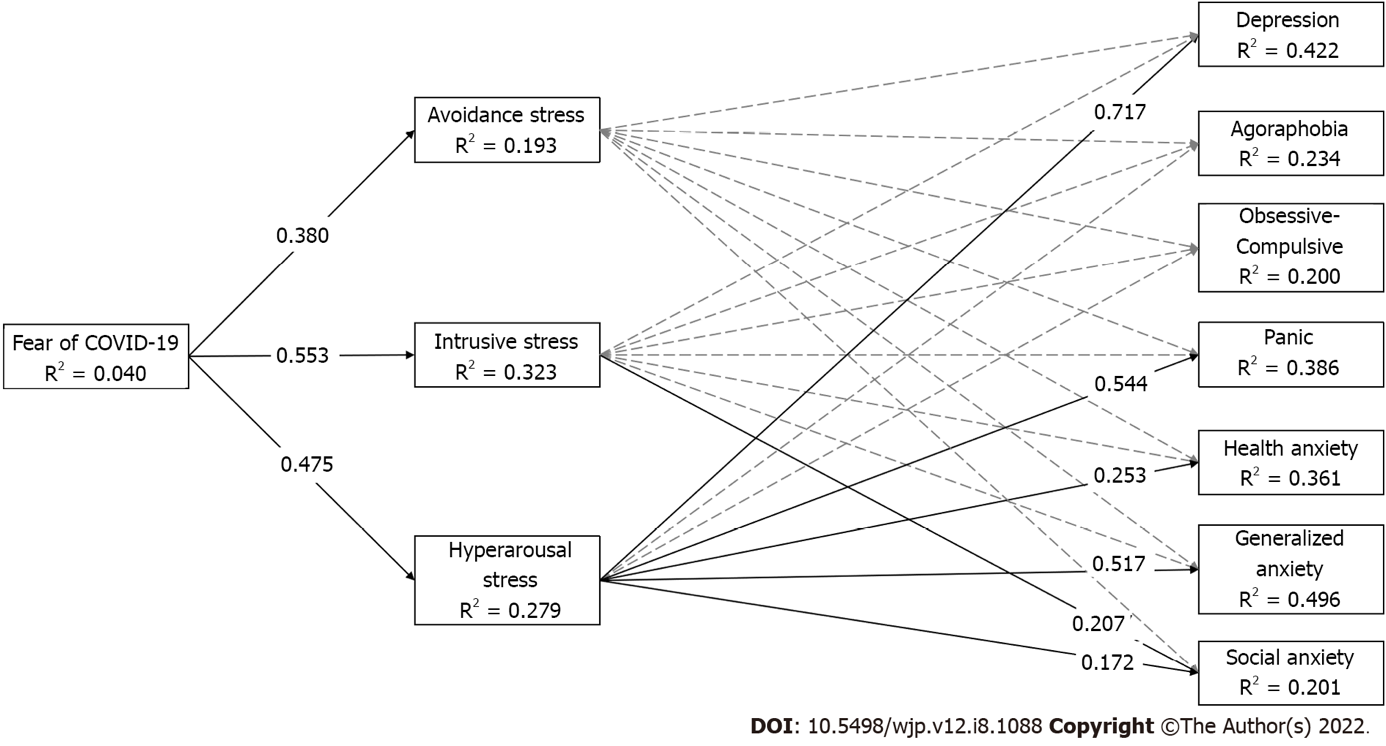 Fear of COVID-19
R² = 0.040
0.380
0.553
0.475
Avoidance stress
R² = 0.193
Intrusive stress
R² = 0.323
Hyperarousal
stress
R² = 0.279
0.717
0.544
0.253
0.517
0.207
0.172
Depression
R² = 0.422
Agoraphobia
R² = 0.234
Obsessive-
Compulsive
R² = 0.200
Panic
R² = 0.386
Health anxiety
R² = 0.361
Generalized
anxiety
R² = 0.496
Social anxiety
R² = 0.201
DOI: 10.5498/wjp.v12.i8.1088 Copyright ©The Author(s) 2022.